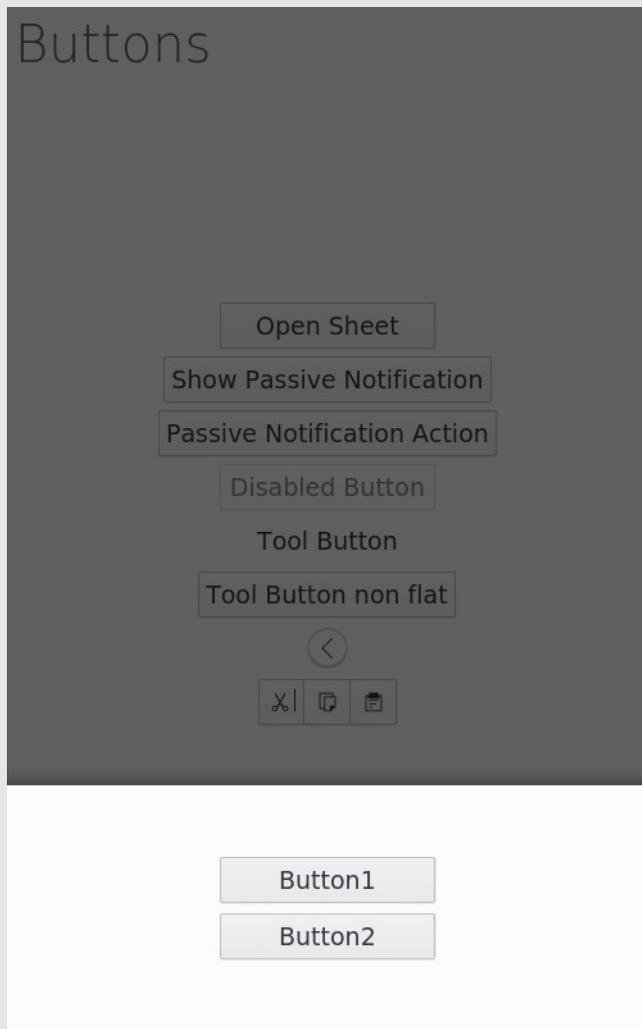 Buttons
Open Sheet
Show Passive Notification
Passive Notification Action
Disabled Button
Tool Button
Tool Button non flat
Button1
Button2